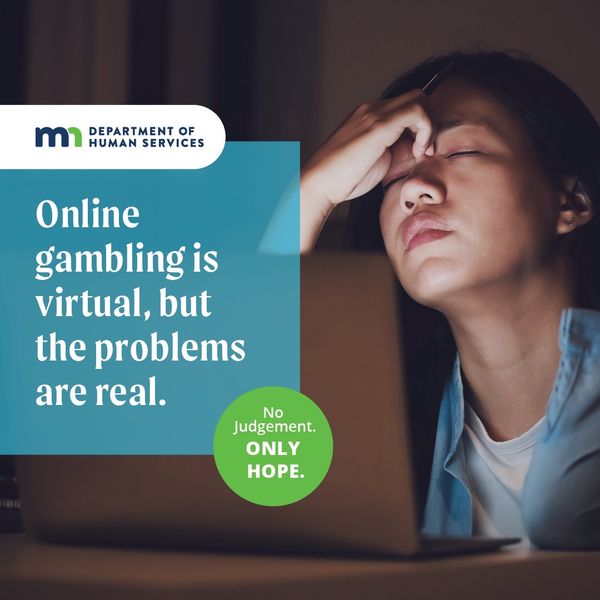 mn DEPARTMENT OF
HUMAN SERVICES
Online
gambling is
virtual, but
the problems
are real.
No
Judgement.
ONLY
HOPE.